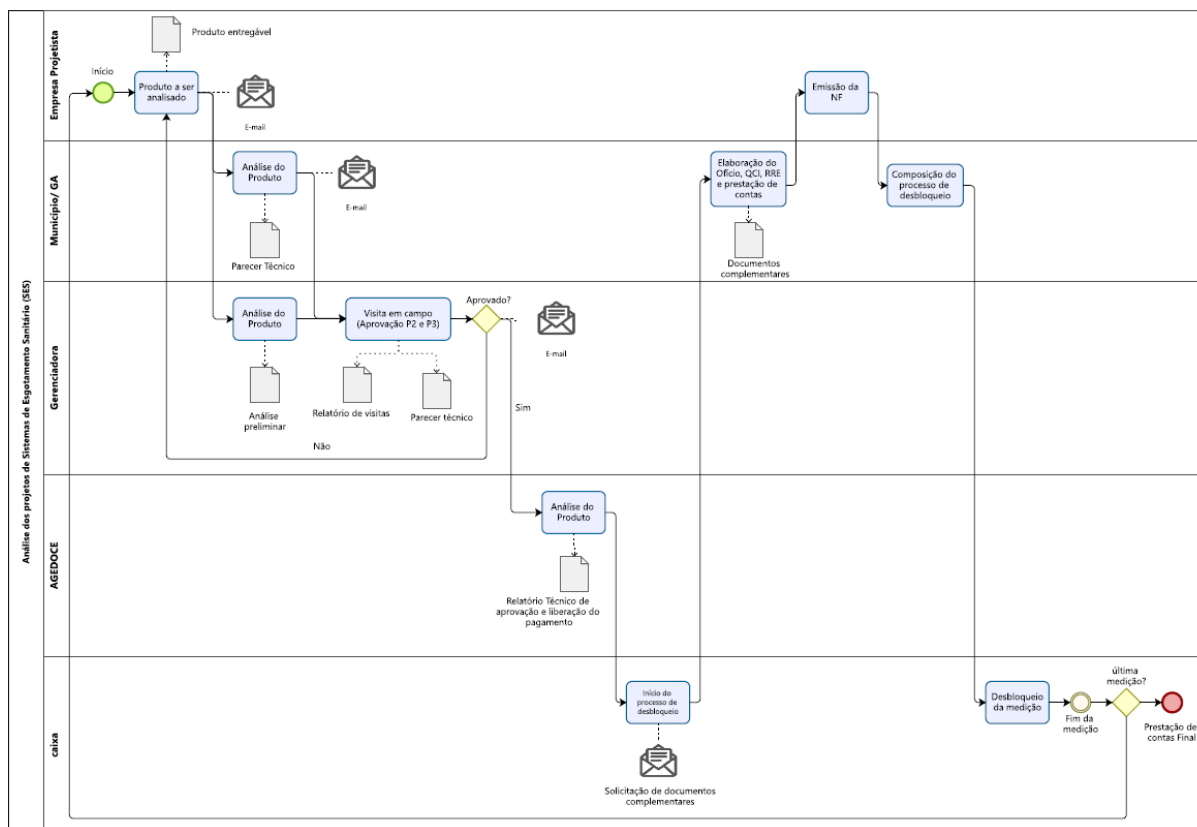 Análise dos projetos de Sistemas de Esgotamento Sanitário (SES)
Empresa Projetista
Início
Produto a ser
analisado
Produto entregável
E-mail
Emissão da
NF
Município/ GA
Análise do
Produto
E-mail
Parecer Técnico
Elaboração do
Ofício, QCI, RRE
e prestação de
contas
Documentos
complementares
Composição do
processo de
desbloqueio
Gerenciadora
Análise do
Produto
Análise
preliminar
Visita em campo
(Aprovação P2 e P3)
Relatório de visitas
Parecer técnico
Aprovado?
E-mail
Sim
Não
AGEDOCE
Análise do
Produto
Relatório Técnico de
aprovação e liberação do
pagamento
caixa
Início do
processo de
desbloqueio
Solicitação de documentos
complementares
Desbloqueio
da medição
Fim da
medição
última
medição?
Prestação de
contas Final